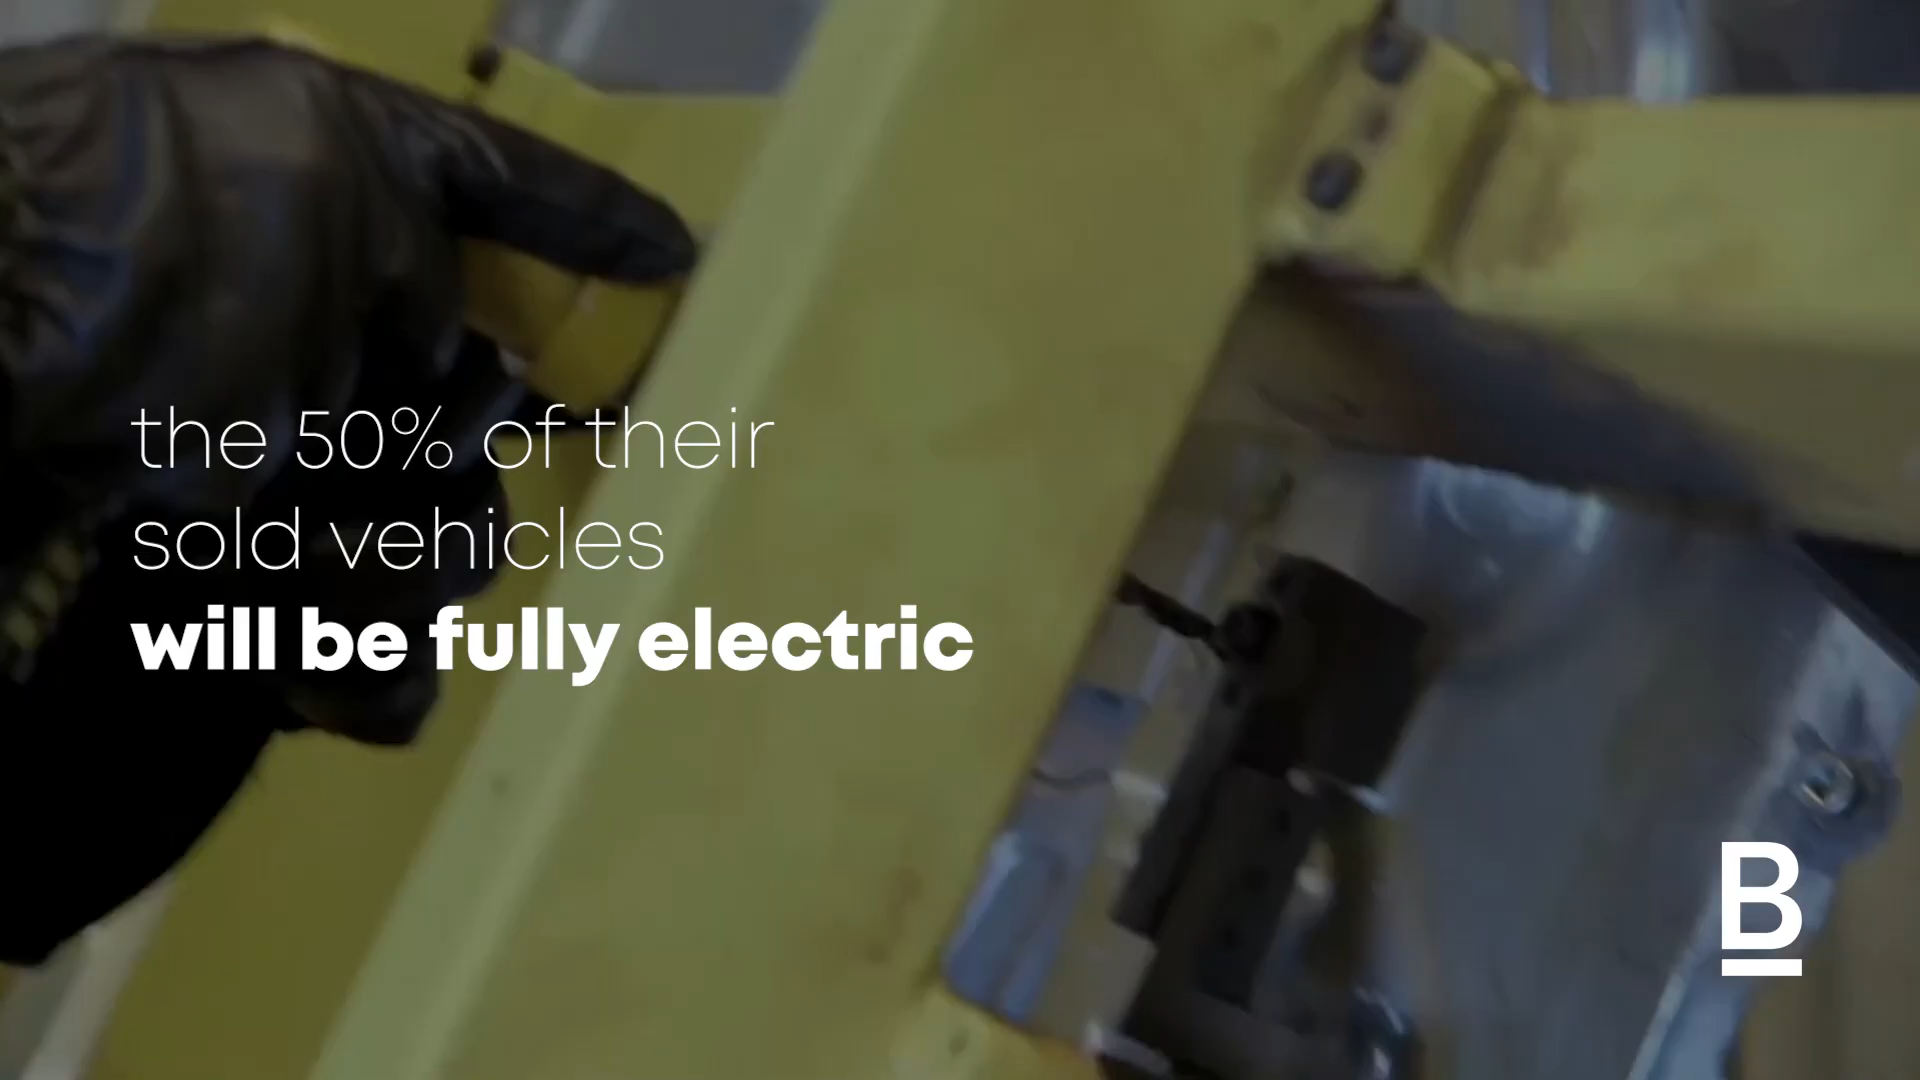 the 50% of their
sold vehicles
will be fully electric
B